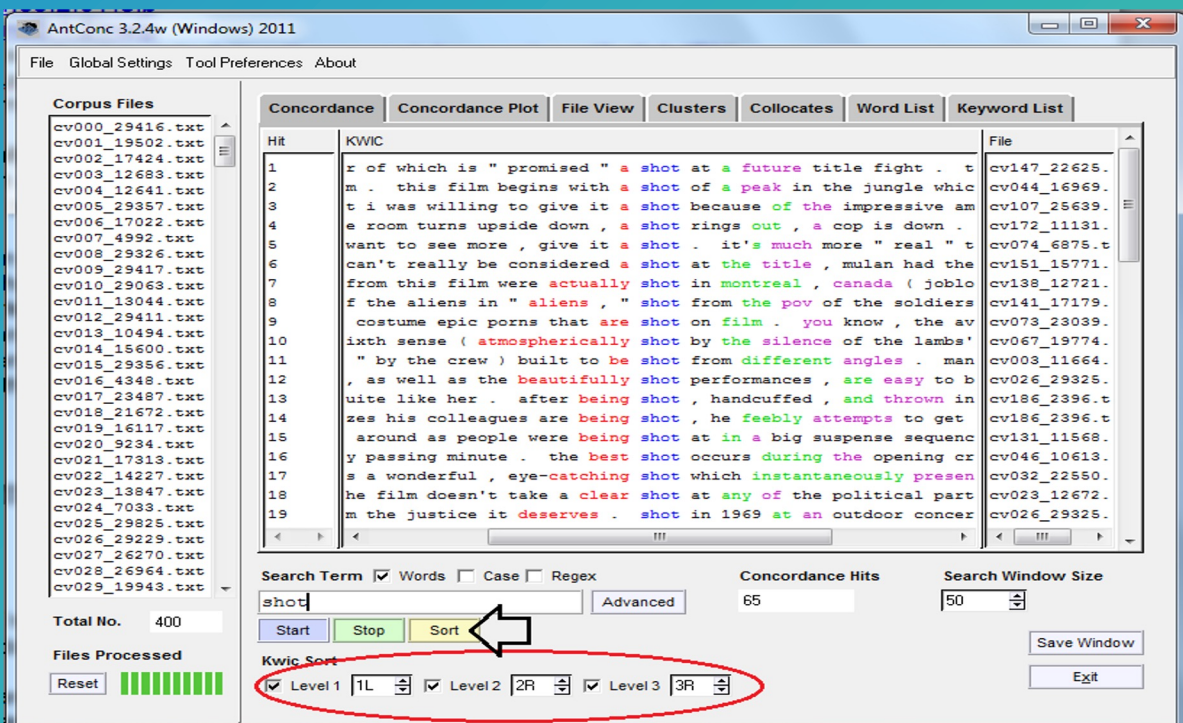 AntConc 3.2.4w (Windows) 2011
File Global Settings Tool Preferences About
Corpus Files
cv000_29416.txt
cv001_19502.txt
cv002_17424.txt
cv003_12683.txt
cv004_12641.txt
cv005_29357.txt
cv006_17022.txt
cv007_4992.txt
cv008_29326.txt
cv009_29417.txt
cv010_29063.txt
cv011_13044.txt
cv012_29411.txt
cv013_10494.txt
cv014_15600.txt
cv015_29356.txt
cv016_4348.txt
cv017_23487.txt
cv018_21672.txt
cv019_16117.txt
cv020_9234.txt
cv021_17313.txt
cv022_14227.txt
cv023_13847.txt
cv024_7033.txt
cv025_29825.txt
cv026_29229.txt
cv027_26270.txt
cv028_26964.txt
cv029_19943.txt
Total No. 400
Files Processed
Reset
Concordance Concordance Plot File View Clusters Collocates Word List Keyword List
Hit KWIC File
1 r of which is " promised " a shot at a future title fight . t cv147_22625.
2 m . this film begins with a shot of a peak in the jungle whic cv044_16969.
3 t i was willing to give it a shot because of the impressive am cv107_25639.
4 e room turns upside down , a shot rings out , a cop is down . cv172_11131.
5 want to see more , give it a shot . it's much more " real " t cv074_6875.t
6 can't really be considered a shot at the title , mulan had the cv151_15771.
7 from this film were actually shot in montreal , canada ( joblo cv138_12721.
8 f the aliens in " aliens , " shot from the pov of the soldiers cv141_17179.
9 costume epic porns that are shot on film . you know , the av cv073_23039.
10 ixth sense ( atmospherically shot by the silence of the lambs' cv067_19774.
11 " by the crew ) built to be shot from different angles . man cv003_11664.
12 , as well as the beautifully shot performances , are easy to b cv026_29325.
13 uite like her . after being shot , handcuffed , and thrown in cv186_2396.t
14 zes his colleagues are being shot , he feebly attempts to get cv186_2396.t
15 around as people were being shot at in a big suspense sequenc cv131_11568.
16 y passing minute . the best shot occurs during the opening cr cv046_10613.
17 s a wonderful , eye-catching shot which instantaneously presen cv032_22550.
18 he film doesn't take a clear shot at any of the political part cv023_12672.
19 m the justice it deserves . shot in 1969 at an outdoor concer cv026_29325.
Search Term Words Case Regex Concordance Hits Search Window Size
shot Advanced 65 50
Start Stop Sort
Save Window
Kwic Sort
Level 1 1L Level 2 2R Level 3 3R
Exit